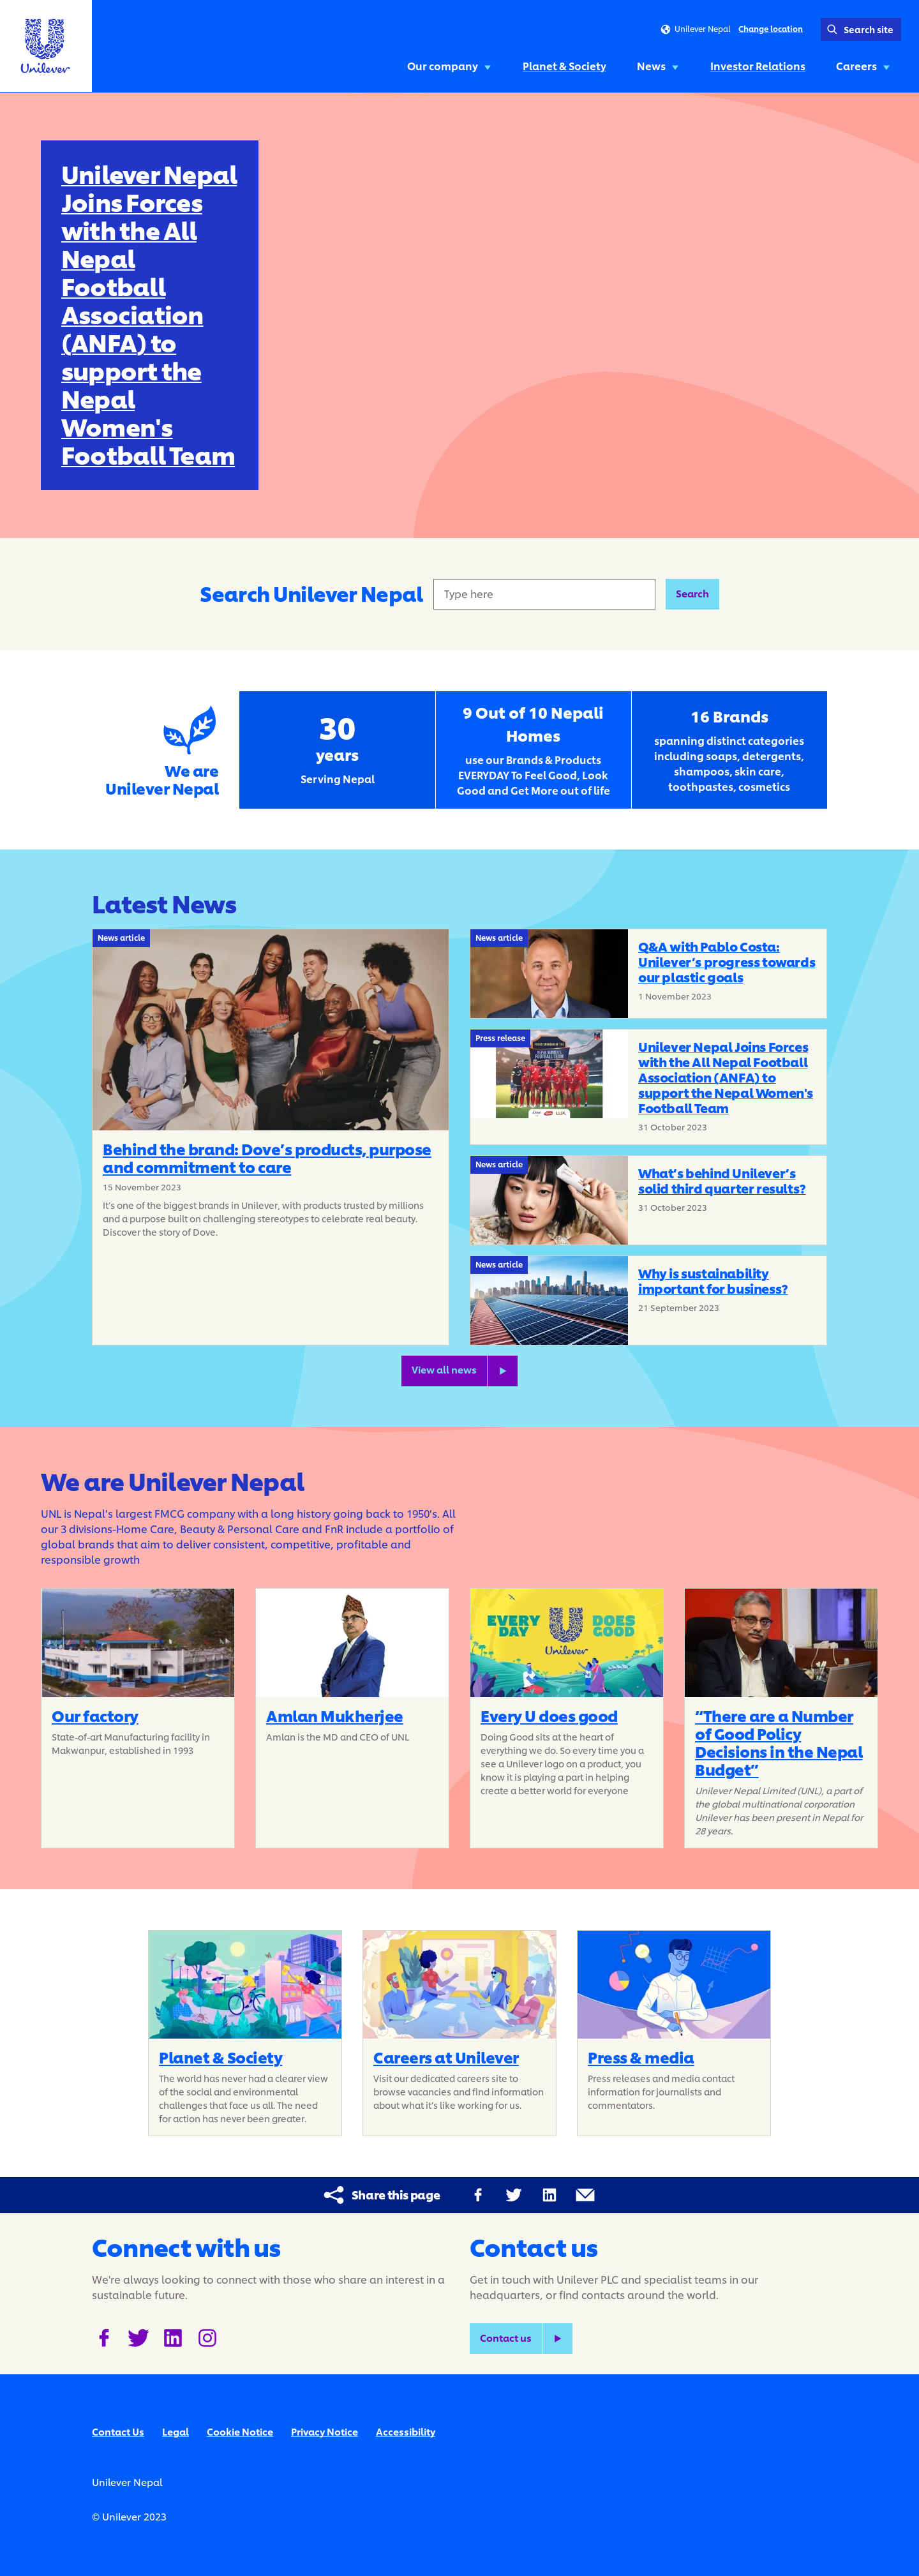 Unilever
Unilever Nepal Change location
Search site
Our company
Planet & Society
News
Investor Relations
Careers
Unilever Nepal
Joins Forces
with the All
Nepal
Football
Association
(ANFA) to
support the
Nepal
Women's
Football Team
Search Unilever Nepal
Type here
Search
We are
Unilever Nepal
30
years
Serving Nepal
9 Out of 10 Nepali
Homes
use our Brands & Products
EVERYDAY To Feel Good, Look
Good and Get More out of life
16 Brands
spanning distinct categories
including soaps, detergents,
shampoos, skin care,
toothpastes, cosmetics
Latest News
News article
Behind the brand: Dove’s products, purpose
and commitment to care
15 November 2023
It's one of the biggest brands in Unilever, with products trusted by millions
and a purpose built on challenging stereotypes to celebrate real beauty.
Discover the story of Dove.
News article
Q&A with Pablo Costa:
Unilever’s progress towards
our plastic goals
1 November 2023
Press release
Unilever Nepal Joins Forces
with the All Nepal Football
Association (ANFA) to
support the Nepal Women's
Football Team
31 October 2023
News article
What’s behind Unilever’s
solid third quarter results?
31 October 2023
News article
Why is sustainability
important for business?
21 September 2023
View all news
We are Unilever Nepal
UNL is Nepal's largest FMCG company with a long history going back to 1950's. All
our 3 divisions-Home Care, Beauty & Personal Care and FnR include a portfolio of
global brands that aim to deliver consistent, competitive, profitable and
responsible growth
Our factory
State-of-art Manufacturing facility in
Makwanpur, established in 1993
Amlan Mukherjee
Amlan is the MD and CEO of UNL
EVERY
DAY
Unilever
DOES
GOOD
Every U does good
Doing Good sits at the heart of
everything we do. So every time you a
see a Unilever logo on a product, you
know it is playing a part in helping
create a better world for everyone
“There are a Number
of Good Policy
Decisions in the Nepal
Budget”
Unilever Nepal Limited (UNL), a part of
the global multinational corporation
Unilever has been present in Nepal for
28 years.
Planet & Society
The world has never had a clearer view
of the social and environmental
challenges that face us all. The need
for action has never been greater.
Careers at Unilever
Visit our dedicated careers site to
browse vacancies and find information
about what's like working for us.
Press & media
Press releases and media contact
information for journalists and
commentators.
Share this page
Connect with us
We're always looking to connect with those who share an interest in a
sustainable future.
Contact us
Get in touch with Unilever PLC and specialist teams in our
headquarters, or find contacts around the world.
Contact us
Contact Us
Legal
Cookie Notice
Privacy Notice
Accessibility
Unilever Nepal
© Unilever 2023